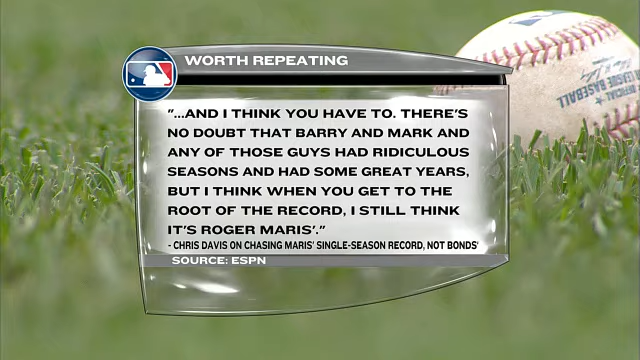 WORTH REPEATING
"...AND I THINK YOU HAVE TO. THERE'S
NO DOUBT THAT BARRY AND MARK AND
ANY OF THOSE GUYS HAD RIDICULOUS
SEASONS AND HAD SOME GREAT YEARS,
BUT I THINK WHEN YOU GET TO THE
ROOT OF THE RECORD, I STILL THINK
IT'S ROGER MARIS'."
- CHRIS DAVIS ON CHASING MARIS' SINGLE-SEASON RECORD, NOT BONDS'
SOURCE: ESPN
OFFICIAL
BASEBALL